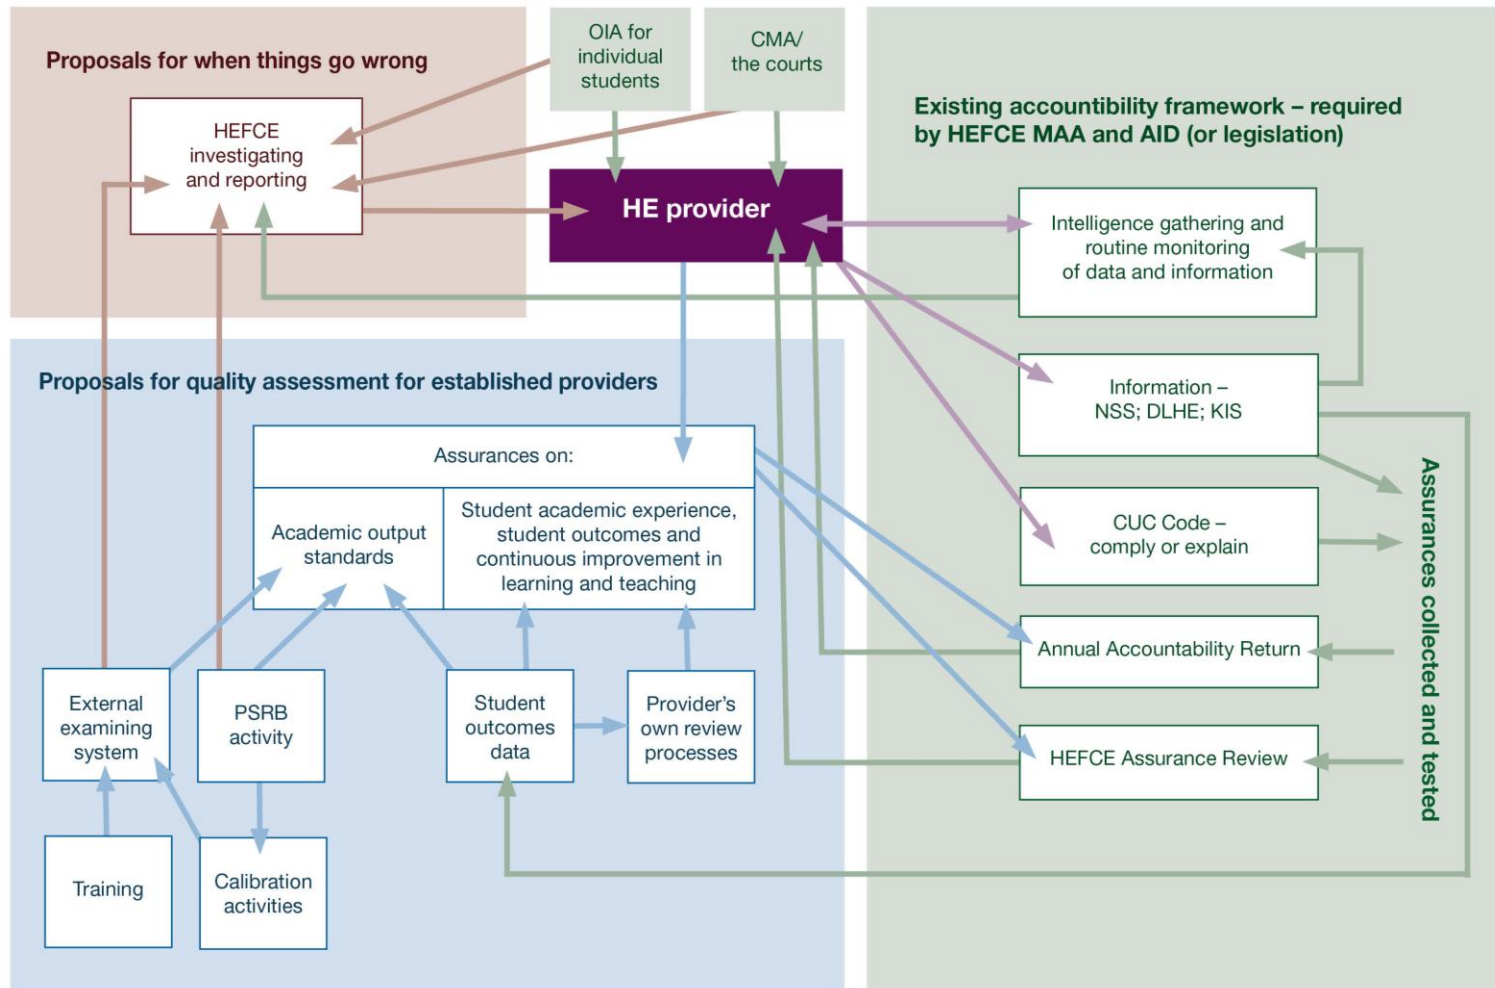 Proposals for when things go wrong
HEFCE
investigating
and reporting
OIA for
individual
students
CMA/
the courts
HE provider
Existing accountibility framework – required
by HEFCE MAA and AID (or legislation)
Intelligence gathering and
routine monitoring
of data and information
Information –
NSS; DLHE; KIS
CUC Code –
comply or explain
Annual Accountability Return
HEFCE Assurance Review
Assurances collected and tested
Proposals for quality assessment for established providers
Assurances on:
Academic output
standards
Student academic experience,
student outcomes and
continuous improvement in
learning and teaching
External
examining
system
PSRB
activity
Student
outcomes
data
Provider’s
own review
processes
Training
Calibration
activities